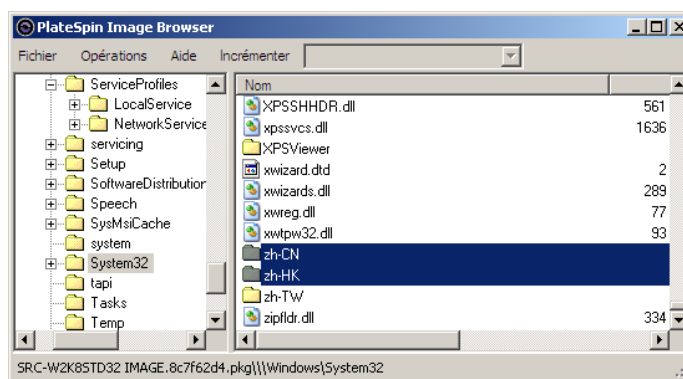 PlateSpin Image Browser
Fichier Opérations Aide Incrémenter
ServiceProfiles
LocalService
NetworkService
servicing
Setup
SoftwareDistribution
Speech
SysMsiCache
system
System32
tapi
Tasks
Temp
Nom
XPSSHHDR.dll 561
xpssvcs.dll 1636
XPSViewer
xwizard.dtd 2
xwizards.dll 289
xwreg.dll 77
xwtpw32.dll 93
zh-CN
zh-HK
zh-TW
zipfldr.dll 334
SRC-W2K8STD32 IMAGE.8c7f62d4.pkg\\\Windows\System32